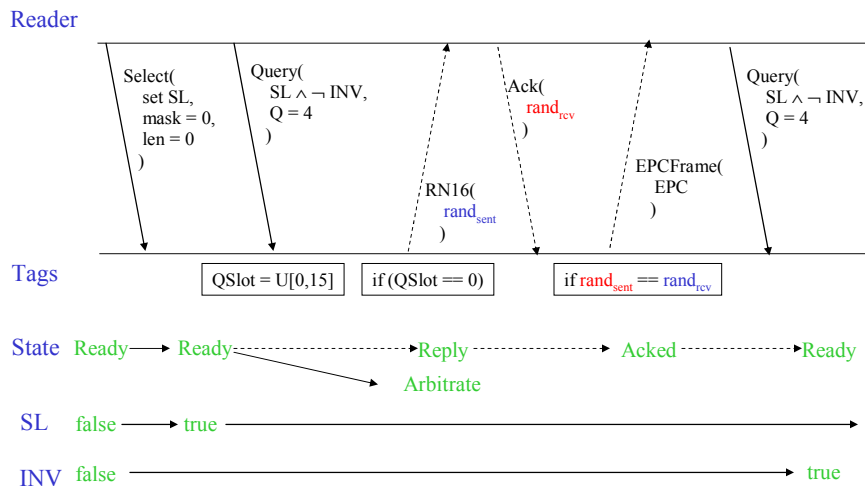 Reader
Select(
set SL,
mask = 0,
len = 0
)
Query(
SL ∧ ¬ INV,
Q = 4
)
RN16(
rand_sent
)
Ack(
rand_rcv
)
EPCFrame(
EPC
)
Query(
SL ∧ ¬ INV,
Q = 4
)
Tags
QSlot = U[0,15]
if (QSlot == 0)
if rand_sent == rand_rcv
State Ready Ready Reply Acked Ready
Arbitrate
SL false true
INV false true